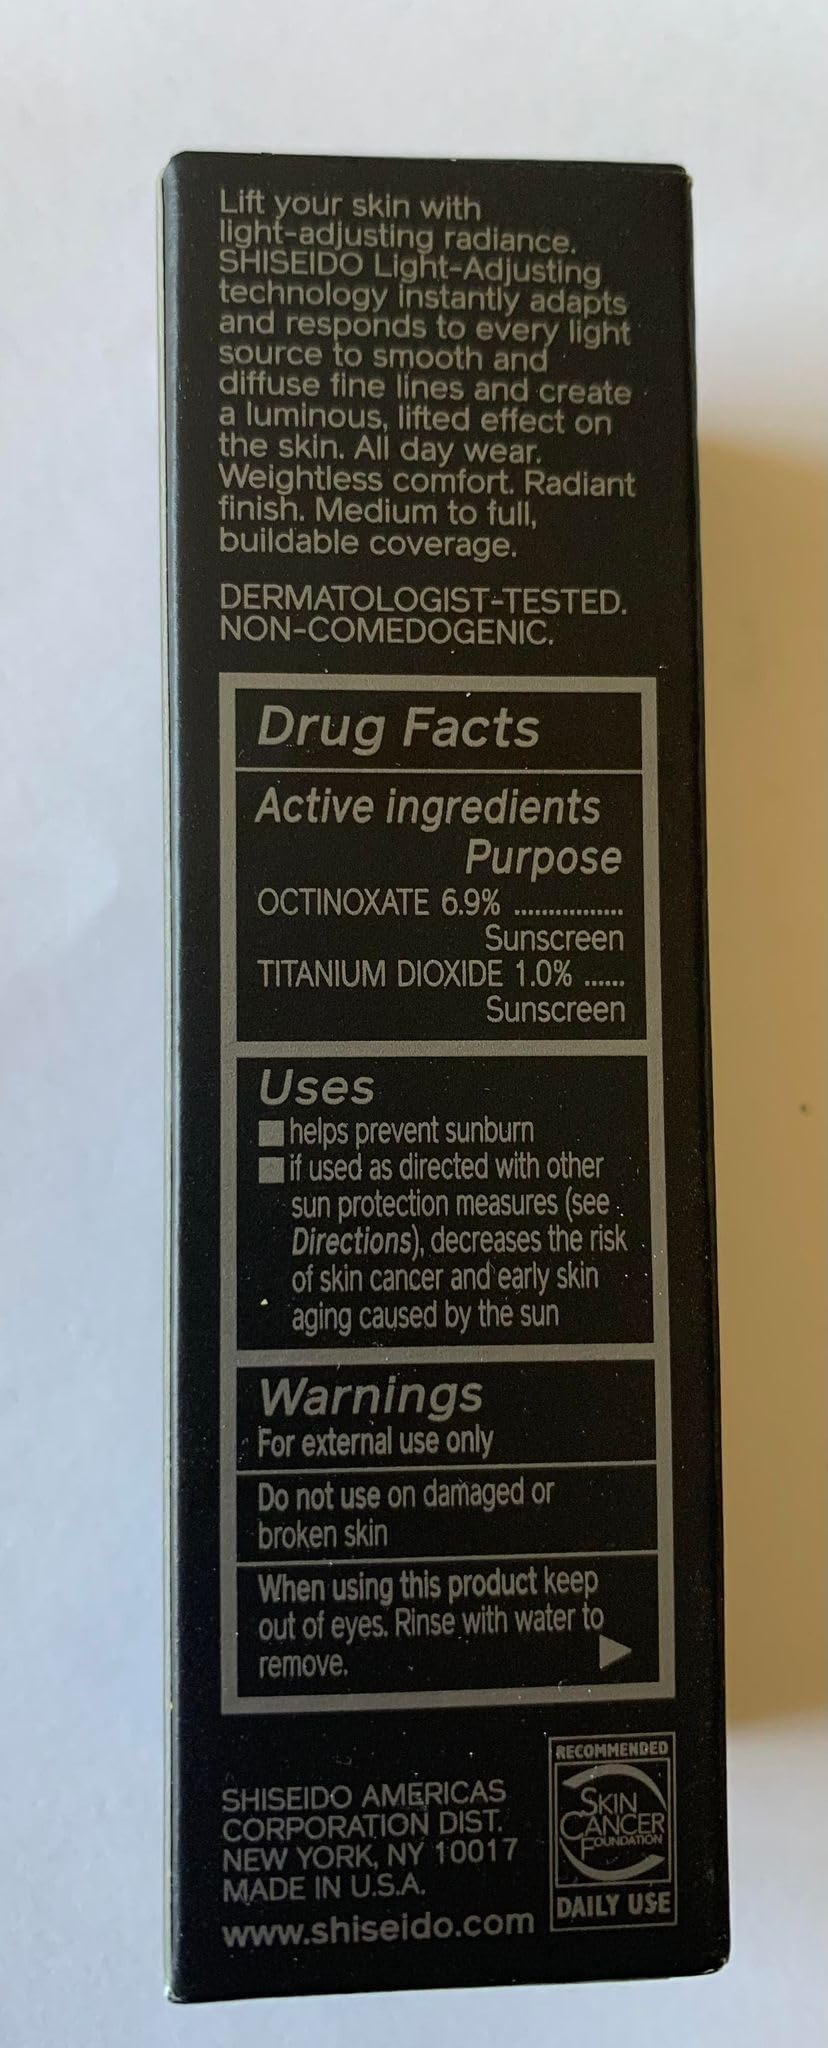 Lift your skin with
light-adjusting radiance.
SHISEIDO Light-Adjusting
technology instantly adapts
and responds to every light
source to smooth and
diffuse fine lines and create
a luminous, lifted effect on
the skin. All day wear.
Weightless comfort. Radiant
finish. Medium to full,
buildable coverage.
DERMATOLOGIST-TESTED.
NON-COMEDOGENIC.
Drug Facts
Active ingredients
Purpose
OCTINOXATE 6.9% .................
Sunscreen
TITANIUM DIOXIDE 1.0% ......
Sunscreen
Uses
■ helps prevent sunburn
■ if used as directed with other
sun protection measures (see
Directions), decreases the risk
of skin cancer and early skin
aging caused by the sun
Warnings
For external use only
Do not use on damaged or
broken skin
When using this product keep
out of eyes. Rinse with water to
remove.
SHISEIDO AMERICAS
CORPORATION DIST.
NEW YORK, NY 10017
MADE IN U.S.A.
www.shiseido.com
RECOMMENDED
SKIN
CANCER
FOUNDATION
DAILY USE